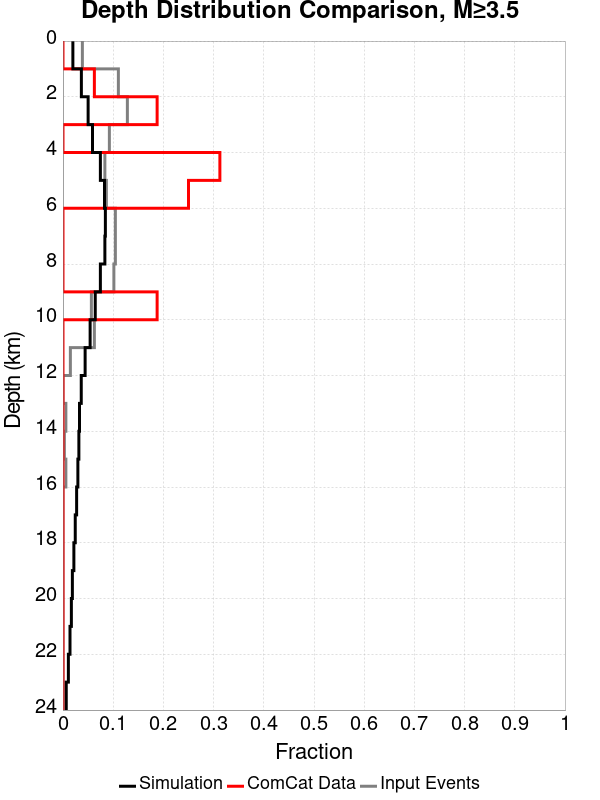 Depth Distribution Comparison, M≥3.5
0
2
4
6
8
10
12
14
16
18
20
22
24
Depth (km)
0 0.1 0.2 0.3 0.4 0.5 0.6 0.7 0.8 0.9 1
Fraction
Simulation ComCat Data Input Events